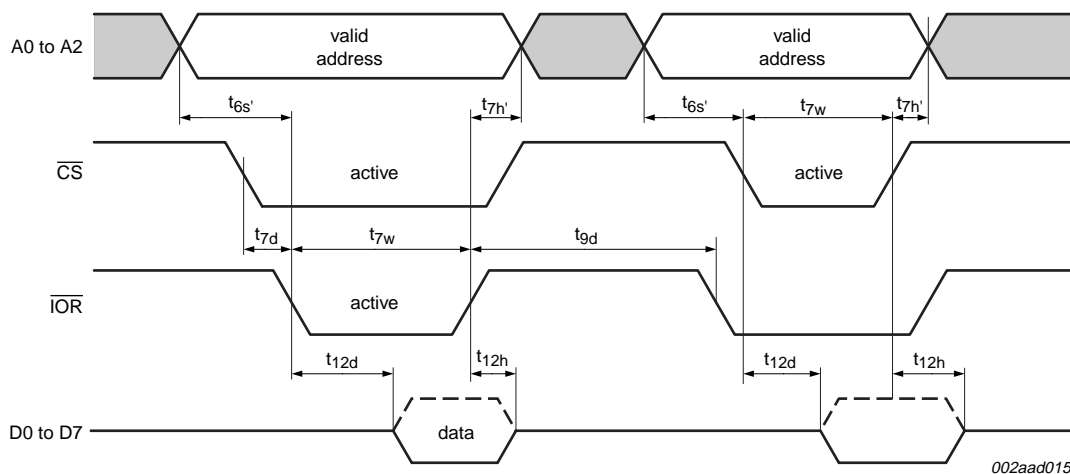 A0 to A2
valid
address
valid
address
t6s'
t7h'
t6s'
t7w
t7h'
CS
active
active
t7d
t7w
t9d
IOR
active
t12d
t12h
t12d
t12h
D0 to D7
data
002aad015